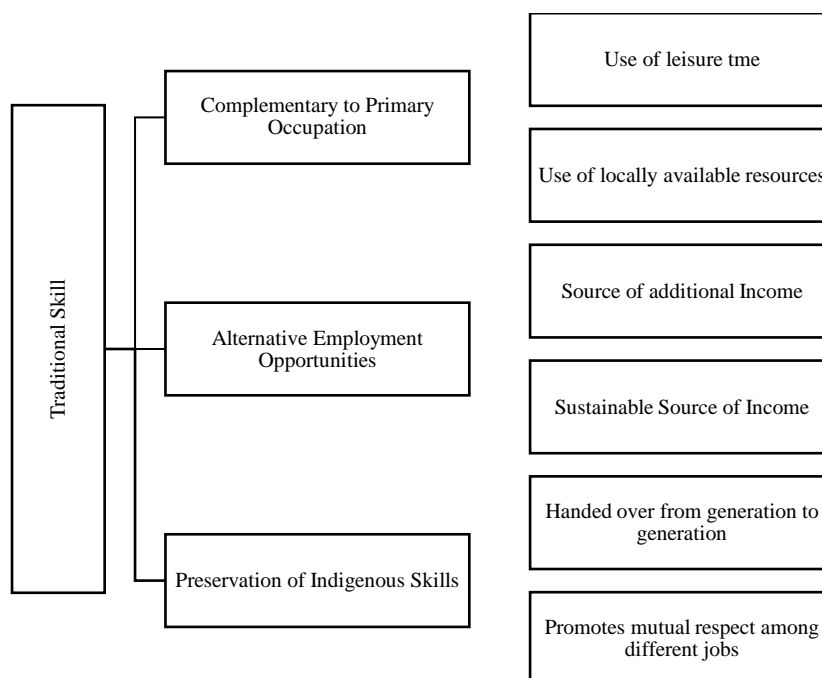 Traditional Skill
Complementary to Primary
Occupation
Alternative Employment
Opportunities
Preservation of Indigenous Skills
Use of leisure tme
Use of locally available resources
Source of additional Income
Sustainable Source of Income
Handed over from generation to
generation
Promotes mutual respect among
different jobs